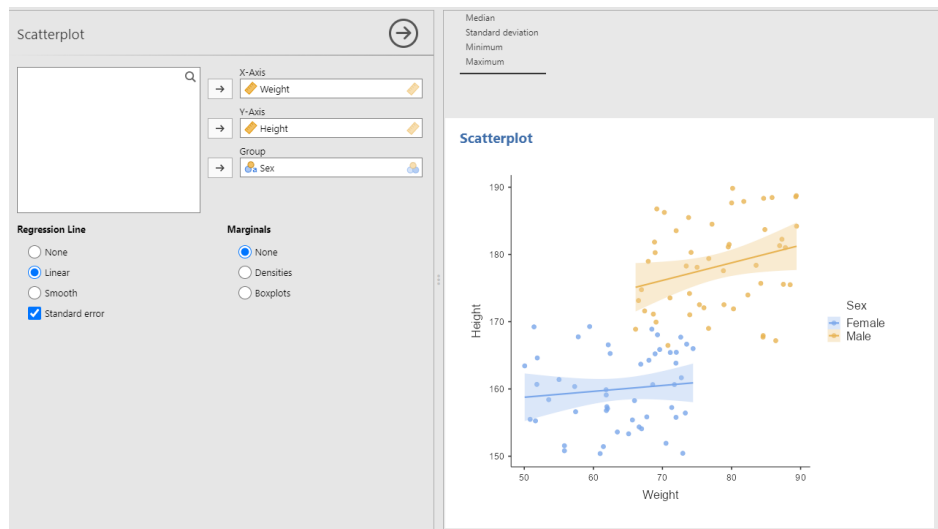 Scatterplot
X-Axis
Weight
Y-Axis
Height
Group
a Sex
Regression Line
None
Linear
Smooth
Standard error
Marginals
None
Densities
Boxplots
Median
Standard deviation
Minimum
Maximum
Scatterplot
190
180
170
160
150
Height
50 60 70 80 90
Weight
Sex
Female
Male